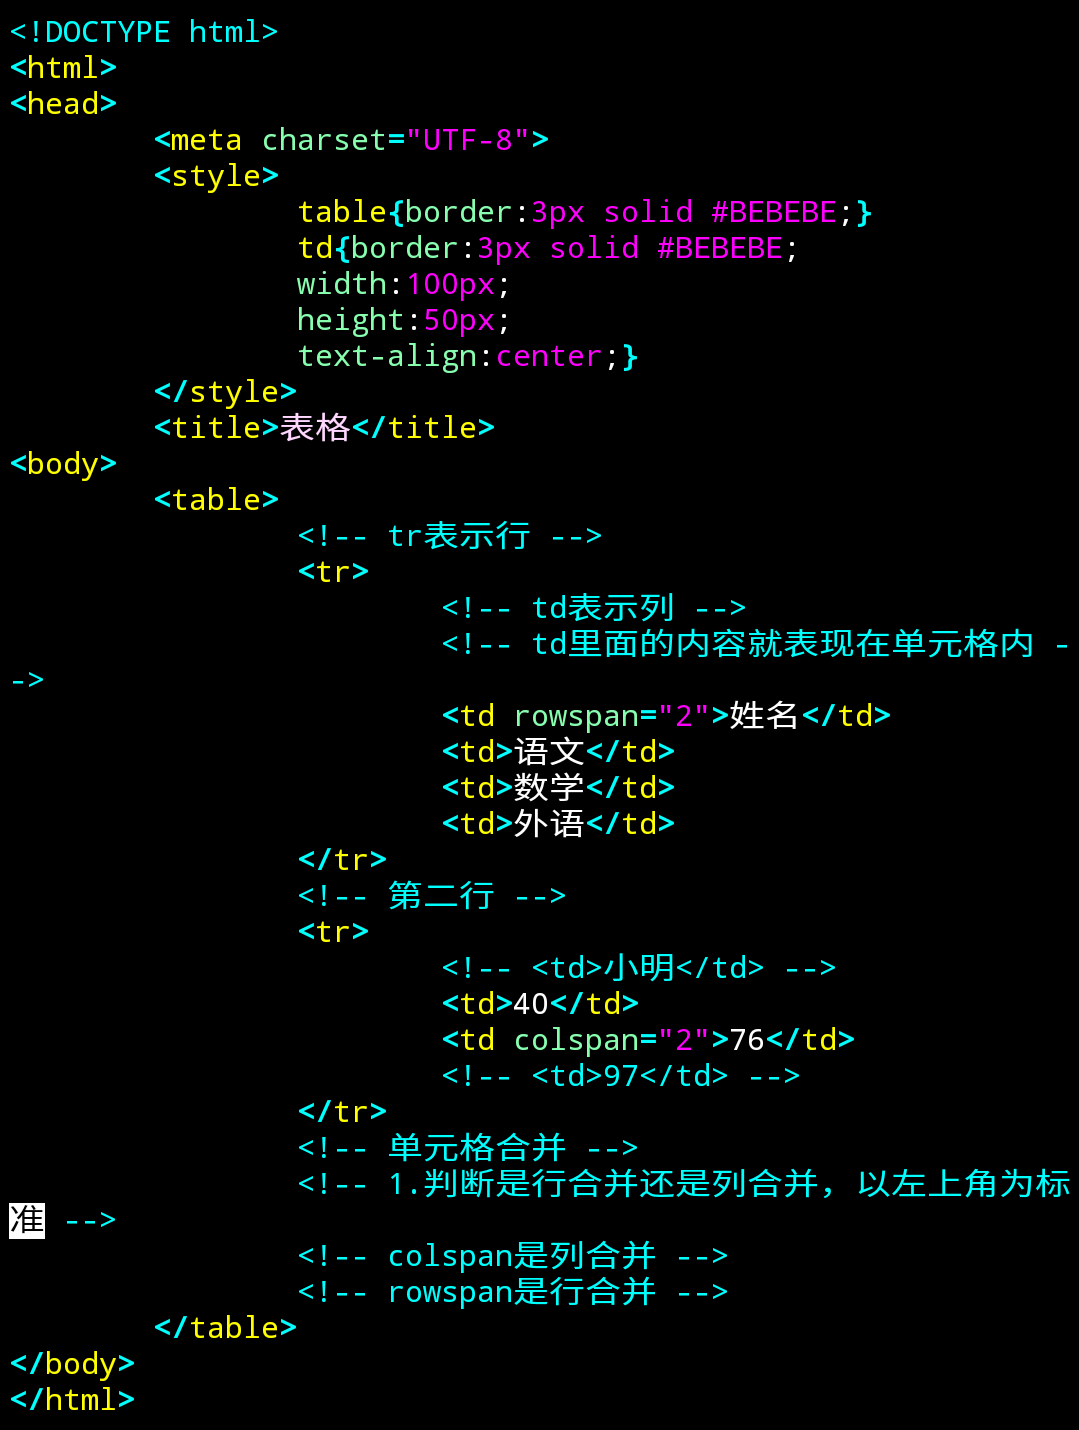 <!DOCTYPE html>
<html>
<head>
        <meta charset="UTF-8">
        <style>
                table{border:3px solid #BEBEBE;}
                td{border:3px solid #BEBEBE;
                width:100px;
                height:50px;
                text-align:center;}
        </style>
        <title>表格</title>
<body>
        <table>
                <!-- tr表示行 -->
                <tr>
                        <!-- td表示列 -->
                        <!-- td里面的内容就表现在单元格内 -
->
                        <td rowspan="2">姓名</td>
                        <td>语文</td>
                        <td>数学</td>
                        <td>外语</td>
                </tr>
                <!-- 第二行 -->
                <tr>
                        <!-- <td>小明</td> -->
                        <td>40</td>
                        <td colspan="2">76</td>
                        <!-- <td>97</td> -->
                </tr>
                <!-- 单元格合并 -->
                <!-- 1.判断是行合并还是列合并，以左上角为标
准 -->
                <!-- colspan是列合并 -->
                <!-- rowspan是行合并 -->
        </table>
</body>
</html>